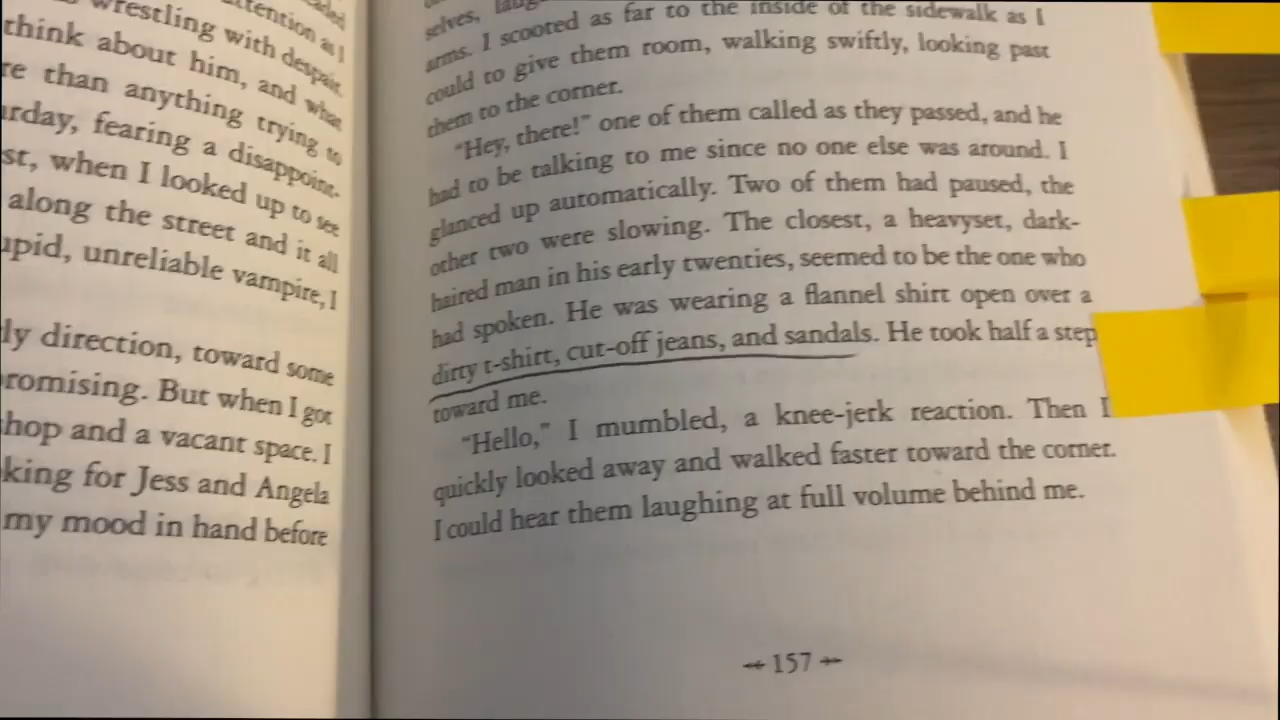 attention as I
wrestling with despair.
think about him, and what
re than anything trying to
urday, fearing a disappoint-
st, when I looked up to see
along the street and it all
upid, unreliable vampire, I
ly direction, toward some
romising. But when I got
hop and a vacant space. I
king for Jess and Angela
my mood in hand before
selves,
arms. I scooted as far to the inside of the sidewalk as I
could to give them room, walking swiftly, looking past
them to the corner.
"Hey, there!" one of them called as they passed, and he
had to be talking to me since no one else was around. I
glanced up automatically. Two of them had paused, the
other two were slowing. The closest, a heavyset, dark-
haired man in his early twenties, seemed to be the one who
had spoken. He was wearing a flannel shirt open over a
dirty t-shirt, cut-off jeans, and sandals. He took half a step
toward me.
"Hello," I mumbled, a knee-jerk reaction. Then I
quickly looked away and walked faster toward the corner.
I could hear them laughing at full volume behind me.
157